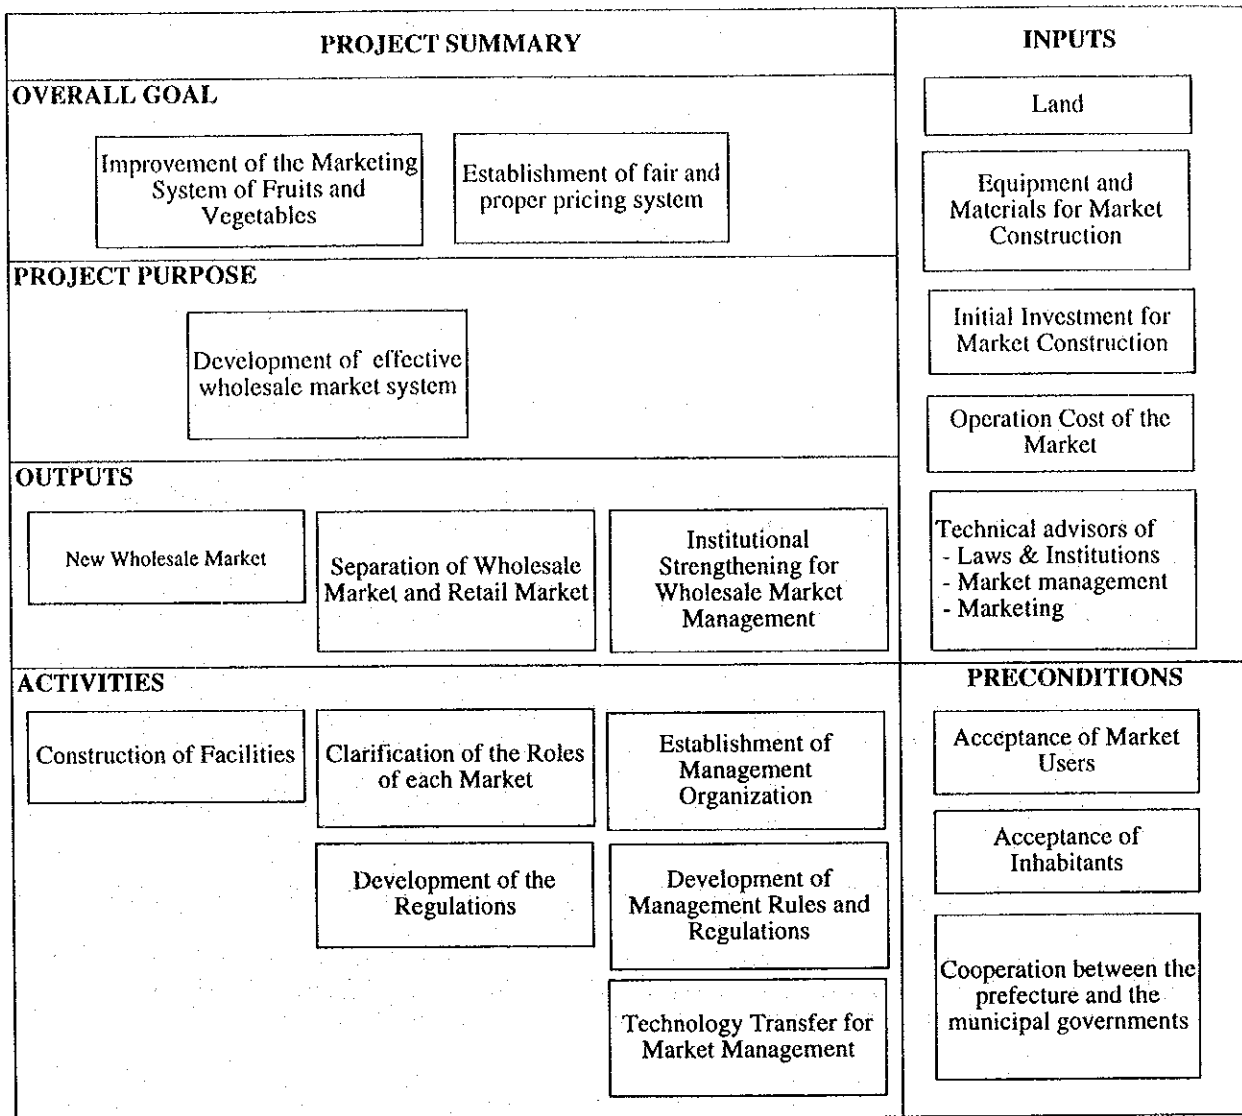 PROJECT SUMMARY
OVERALL GOAL
Improvement of the Marketing
System of Fruits and
Vegetables
Establishment of fair and
proper pricing system
PROJECT PURPOSE
Development of effective
wholesale market system
OUTPUTS
New Wholesale Market
Separation of Wholesale
Market and Retail Market
Institutional
Strengthening for
Wholesale Market
Management
ACTIVITIES
Construction of Facilities
Clarification of the Roles
of each Market
Establishment of
Management
Organization
Development of the
Regulations
Development of
Management Rules and
Regulations
Technology Transfer for
Market Management
INPUTS
Land
Equipment and
Materials for Market
Construction
Initial Investment for
Market Construction
Operation Cost of the
Market
Technical advisors of
- Laws & Institutions
- Market management
- Marketing
PRECONDITIONS
Acceptance of Market
Users
Acceptance of
Inhabitants
Cooperation between the
prefecture and the
municipal governments